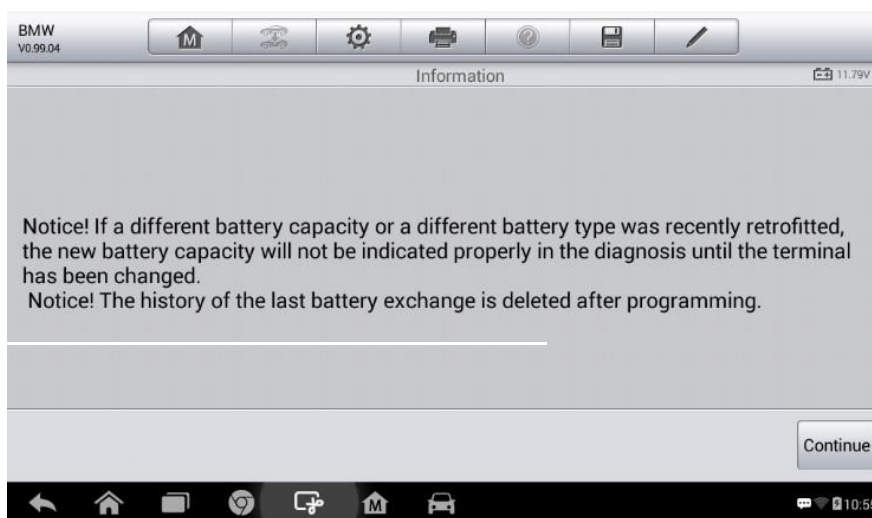 BMW
V0.99.04
Information
11.79V
Notice! If a different battery capacity or a different battery type was recently retrofitted,
the new battery capacity will not be indicated properly in the diagnosis until the terminal
has been changed.
Notice! The history of the last battery exchange is deleted after programming.
Continue